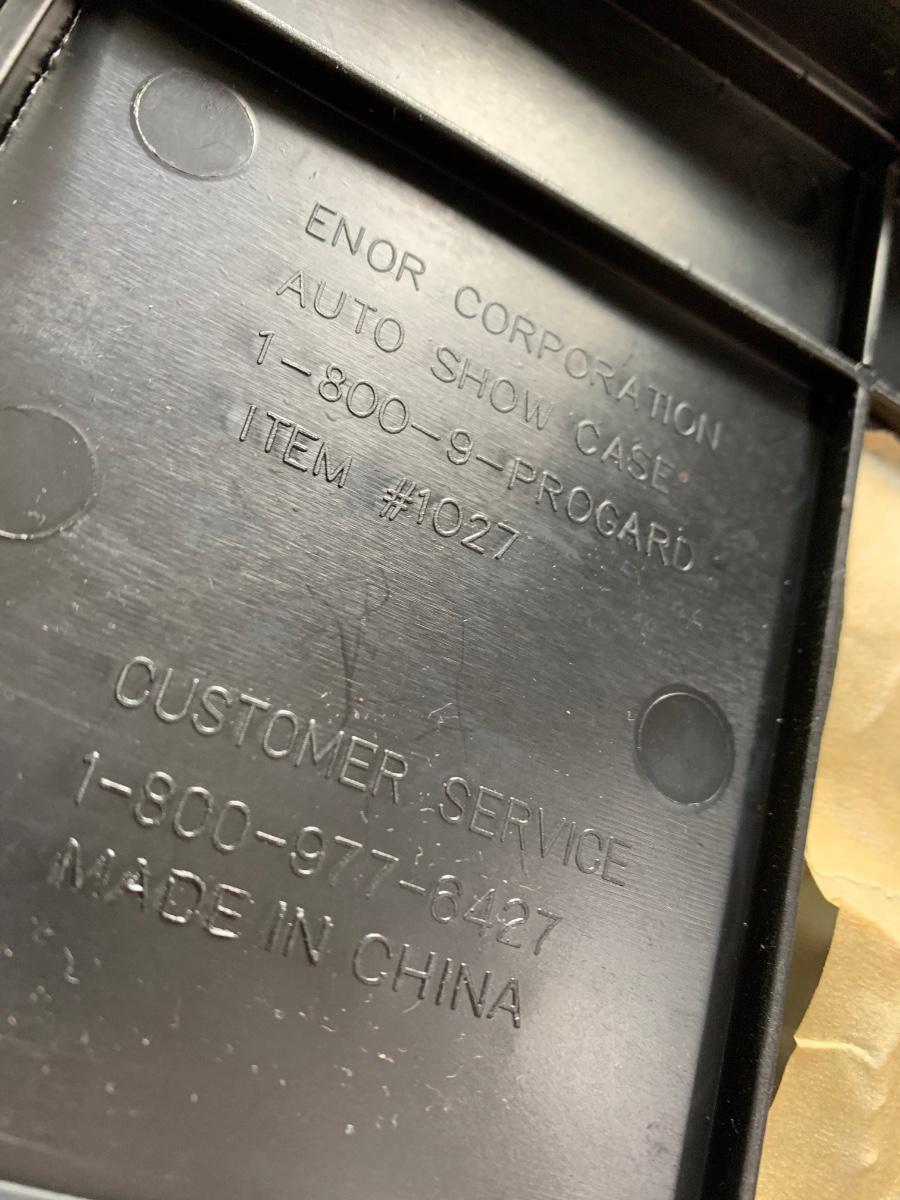 ENOR CORPORATION
AUTO SHOW CASE
1-800-9-PROGARD
ITEM #1027
CUSTOMER SERVICE
1-800-977-6427
MADE IN CHINA